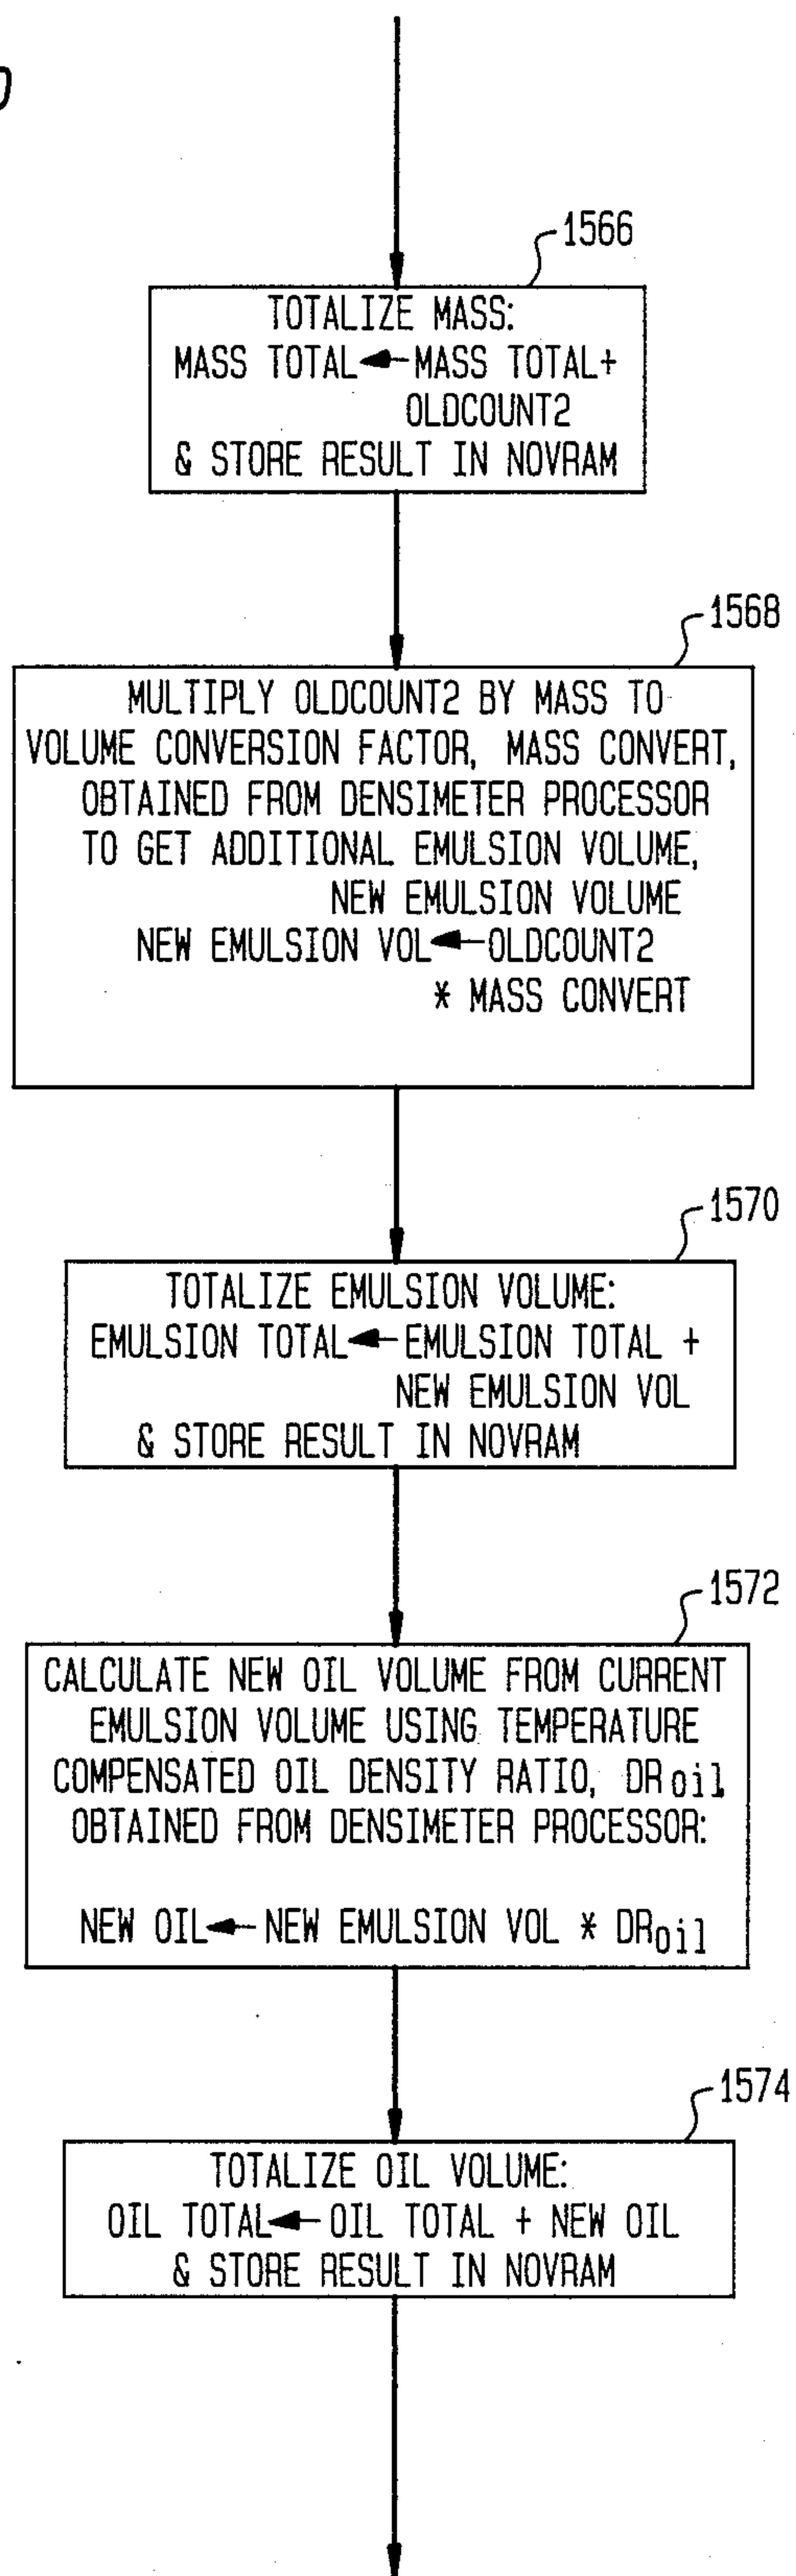 D
1566
TOTALIZE MASS:
MASS TOTAL←MASS TOTAL+
OLDCOUNT2
& STORE RESULT IN NOVRAM
1568
MULTIPLY OLDCOUNT2 BY MASS TO
VOLUME CONVERSION FACTOR, MASS CONVERT,
OBTAINED FROM DENSIMETER PROCESSOR
TO GET ADDITIONAL EMULSION VOLUME,
NEW EMULSION VOLUME
NEW EMULSION VOL←OLDCOUNT2
* MASS CONVERT
1570
TOTALIZE EMULSION VOLUME:
EMULSION TOTAL←EMULSION TOTAL +
NEW EMULSION VOL
& STORE RESULT IN NOVRAM
1572
CALCULATE NEW OIL VOLUME FROM CURRENT
EMULSION VOLUME USING TEMPERATURE
COMPENSATED OIL DENSITY RATIO, DRoil,
OBTAINED FROM DENSIMETER PROCESSOR:
NEW OIL←NEW EMULSION VOL * DRoil
1574
TOTALIZE OIL VOLUME:
OIL TOTAL←OIL TOTAL + NEW OIL
& STORE RESULT IN NOVRAM